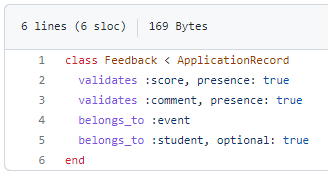 6 lines (6 sloc) 169 Bytes
1 class Feedback < ApplicationRecord
2 validates :score, presence: true
3 validates :comment, presence: true
4 belongs_to :event
5 belongs_to :student, optional: true
6 end